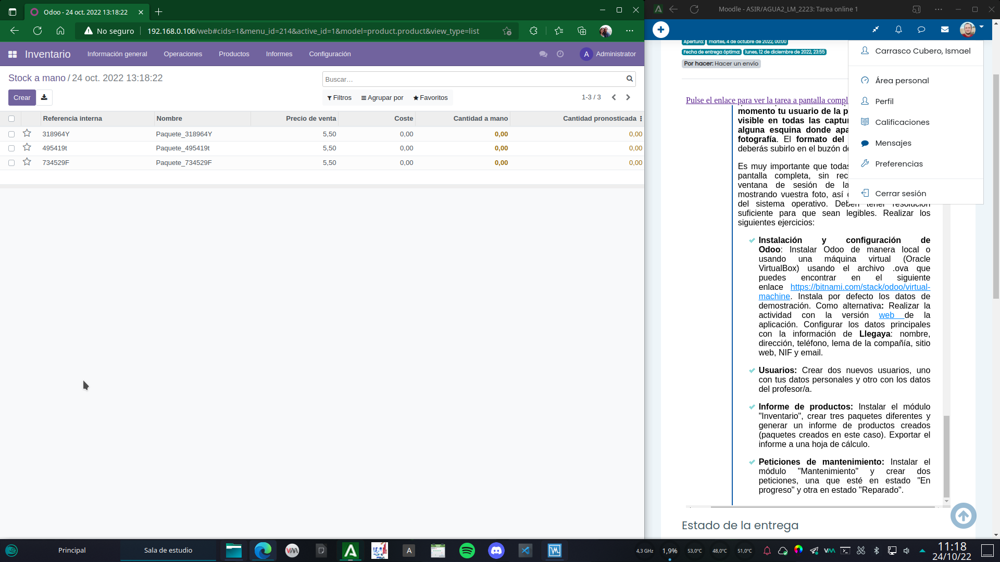 Odoo - 24 oct. 2022 13:18:22
No seguro
192.168.0.106/web#cids=1&menu_id=214&active_id=1&model=product.product&view_type=list
Inventario
Información general
Operaciones
Productos
Informes
Configuración
A
Administrator
Stock a mano / 24 oct. 2022 13:18:22
Buscar...
Crear
Filtros
Agrupar por
Favoritos
1-3 / 3
Referencia interna Nombre Precio de venta Coste Cantidad a mano Cantidad pronosticada
318964Y Paquete_318964Y 5,50 0,00 0,00 0,00
495419t Paquete_495419t 5,50 0,00 0,00 0,00
734529F Paquete_734529F 5,50 0,00 0,00 0,00
Moodle - ASIR/AGUA2_LM_2223: Tarea online 1
Apertura: martes, 4 de octubre de 2022, 00:00
Fecha de entrega óptima: lunes, 12 de diciembre de 2022, 23:55
Por hacer: Hacer un envío
Carrasco Cubero, Ismael
Área personal
Perfil
Calificaciones
Mensajes
Preferencias
Cerrar sesión
Pulse el enlace para ver la tarea a pantalla compl
momento tu usuario de la p
visible en todas las captur
alguna esquina donde apa
fotografía. El formato del
deberás subirlo en el buzón de
Es muy importante que todas
pantalla completa, sin rec
ventana de sesión de la
mostrando vuestra foto, así
del sistema operativo. Deben tener resolución
suficiente para que sean legibles. Realizar los
siguientes ejercicios:
Instalación y configuración de
Odoo: Instalar Odoo de manera local o
usando una máquina virtual (Oracle
VirtualBox) usando el archivo .ova que
puedes encontrar en el siguiente
enlace https://bitnami.com/stack/odoo/virtual-
machine. Instala por defecto los datos de
demostración. Como alternativa: Realizar la
actividad con la versión web de la
aplicación. Configurar los datos principales
con la información de Llegaya: nombre,
dirección, teléfono, lema de la compañía, sitio
web, NIF y email.
Usuarios: Crear dos nuevos usuarios, uno
con tus datos personales y otro con los datos
del profesor/a.
Informe de productos: Instalar el módulo
"Inventario", crear tres paquetes diferentes y
generar un informe de productos creados
(paquetes creados en este caso). Exportar el
informe a una hoja de cálculo.
Peticiones de mantenimiento: Instalar el
módulo "Mantenimiento" y crear dos
peticiones, una que esté en estado "En
progreso" y otra en estado "Reparado".
Estado de la entrega
Principal
Sala de estudio
A
4,3 GHz
1,9%
53,0°C
48,0°C
51,0°C
11:18
24/10/22